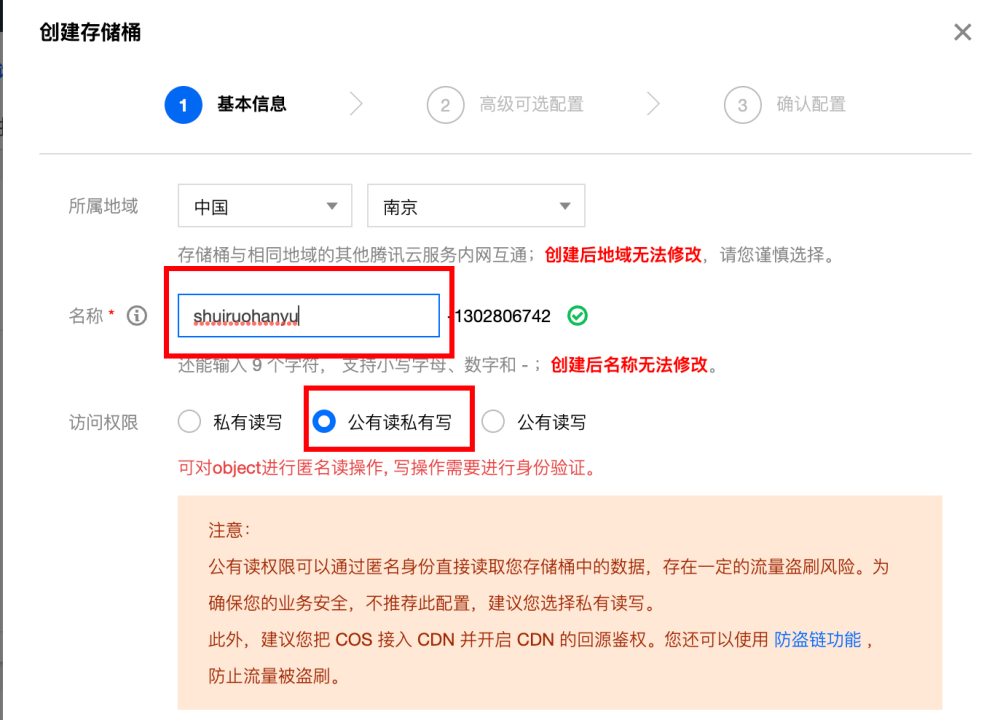 创建存储桶
1 基本信息 2 高级可选配置 3 确认配置
所属地域 中国 南京
存储桶与相同地域的其他腾讯云服务内网互通；创建后地域无法修改，请您谨慎选择。
名称 * shuiruohanyu -1302806742
还能输入 9 个字符， 支持小写字母、数字和 - ；创建后名称无法修改。
访问权限 私有读写 公有读私有写 公有读写
可对object进行匿名读操作, 写操作需要进行身份验证。
注意：
公有读权限可以通过匿名身份直接读取您存储桶中的数据，存在一定的流量盗刷风险。为
确保您的业务安全，不推荐此配置，建议您选择私有读写。
此外，建议您把 COS 接入 CDN 并开启 CDN 的回源鉴权。您还可以使用 防盗链功能 ，
防止流量被盗刷。